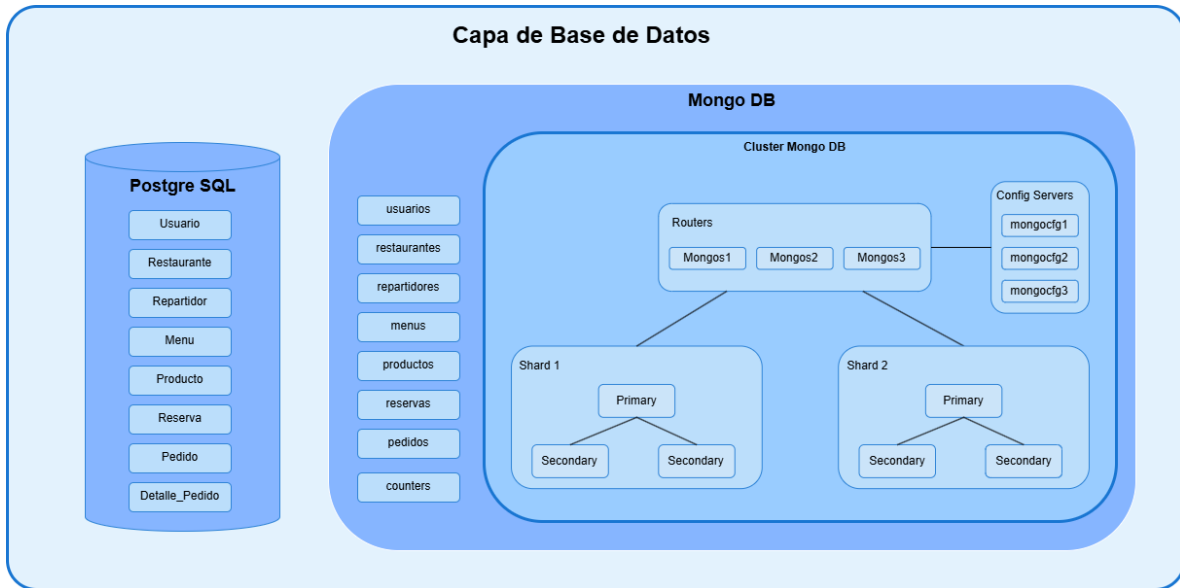 Capa de Base de Datos
Postgre SQL
Usuario
Restaurante
Repartidor
Menu
Producto
Reserva
Pedido
Detalle_Pedido
Mongo DB
usuarios
restaurantes
repartidores
menus
productos
reservas
pedidos
counters
Cluster Mongo DB
Routers
Mongos1
Mongos2
Mongos3
Config Servers
mongocfg1
mongocfg2
mongocfg3
Shard 1
Primary
Secondary
Secondary
Shard 2
Primary
Secondary
Secondary